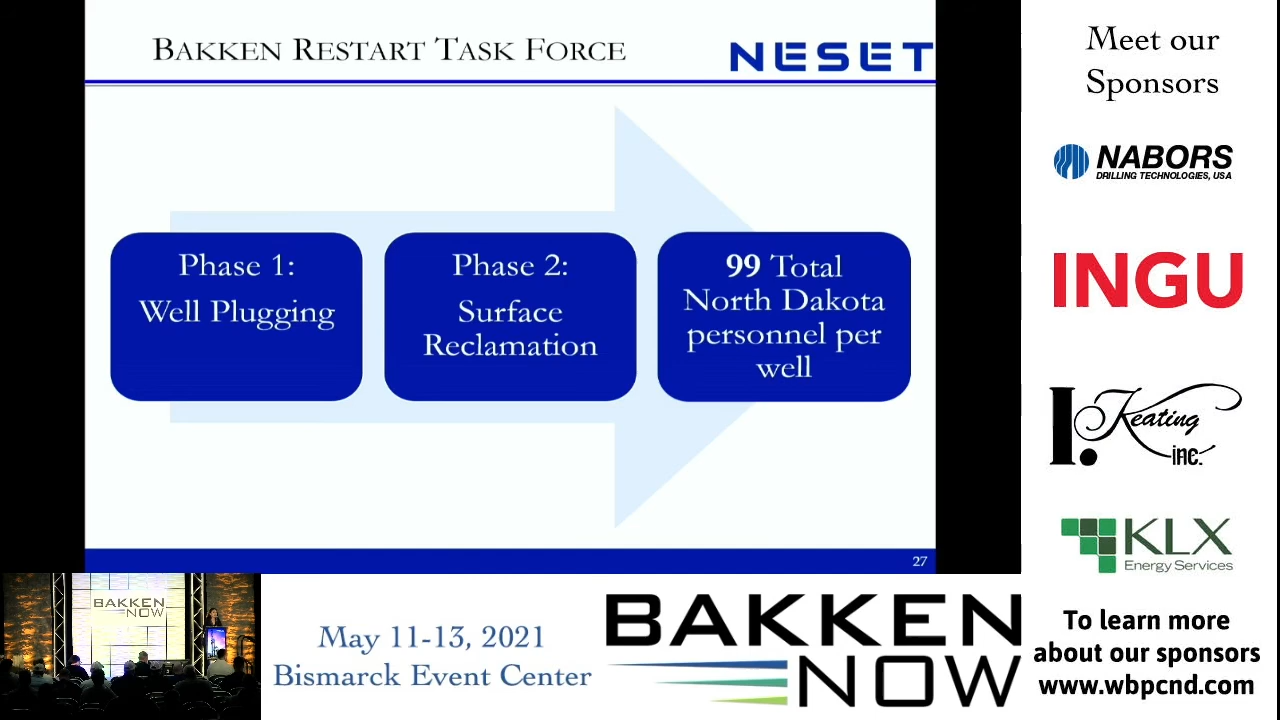 BAKKEN RESTART TASK FORCE
NESET
Phase 1:
Well Plugging
Phase 2:
Surface
Reclamation
99 Total
North Dakota
personnel per
well
27
Meet our
Sponsors
NABORS
DRILLING TECHNOLOGIES, USA
INGU
I. Keating
inc.
KLX
Energy Services
To learn more
about our sponsors
www.wbpcnd.com
BAKKEN
NOW
May 11-13, 2021
Bismarck Event Center
BAKKEN
NOW